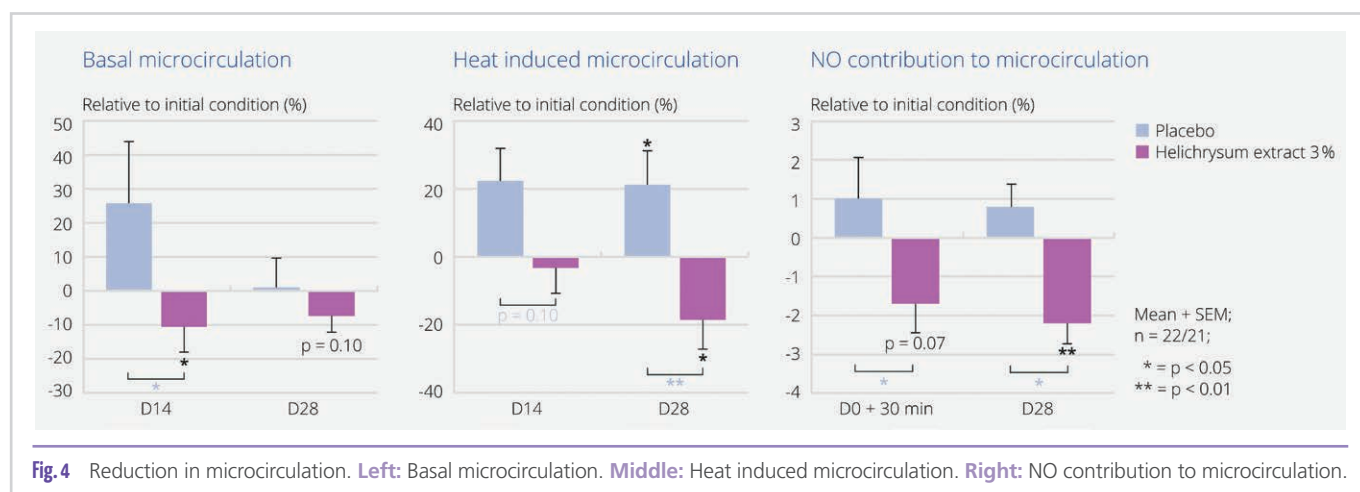 Basal microcirculation
Relative to initial condition (%)
50
40
30
20
10
0
-10
-20
-30
*
*
p = 0.10
D14
D28
Heat induced microcirculation
Relative to initial condition (%)
40
20
0
-20
-40
*
p = 0.10
*
**
D14
D28
NO contribution to microcirculation
Relative to initial condition (%)
3
2
1
0
-1
-2
-3
-4
p = 0.07
**
*
*
D0 + 30 min
D28
Placebo
Helichrysum extract 3%
Mean + SEM;
n = 22/21;
* = p < 0.05
** = p < 0.01
Fig. 4 Reduction in microcirculation. Left: Basal microcirculation. Middle: Heat induced microcirculation. Right: NO contribution to microcirculation.